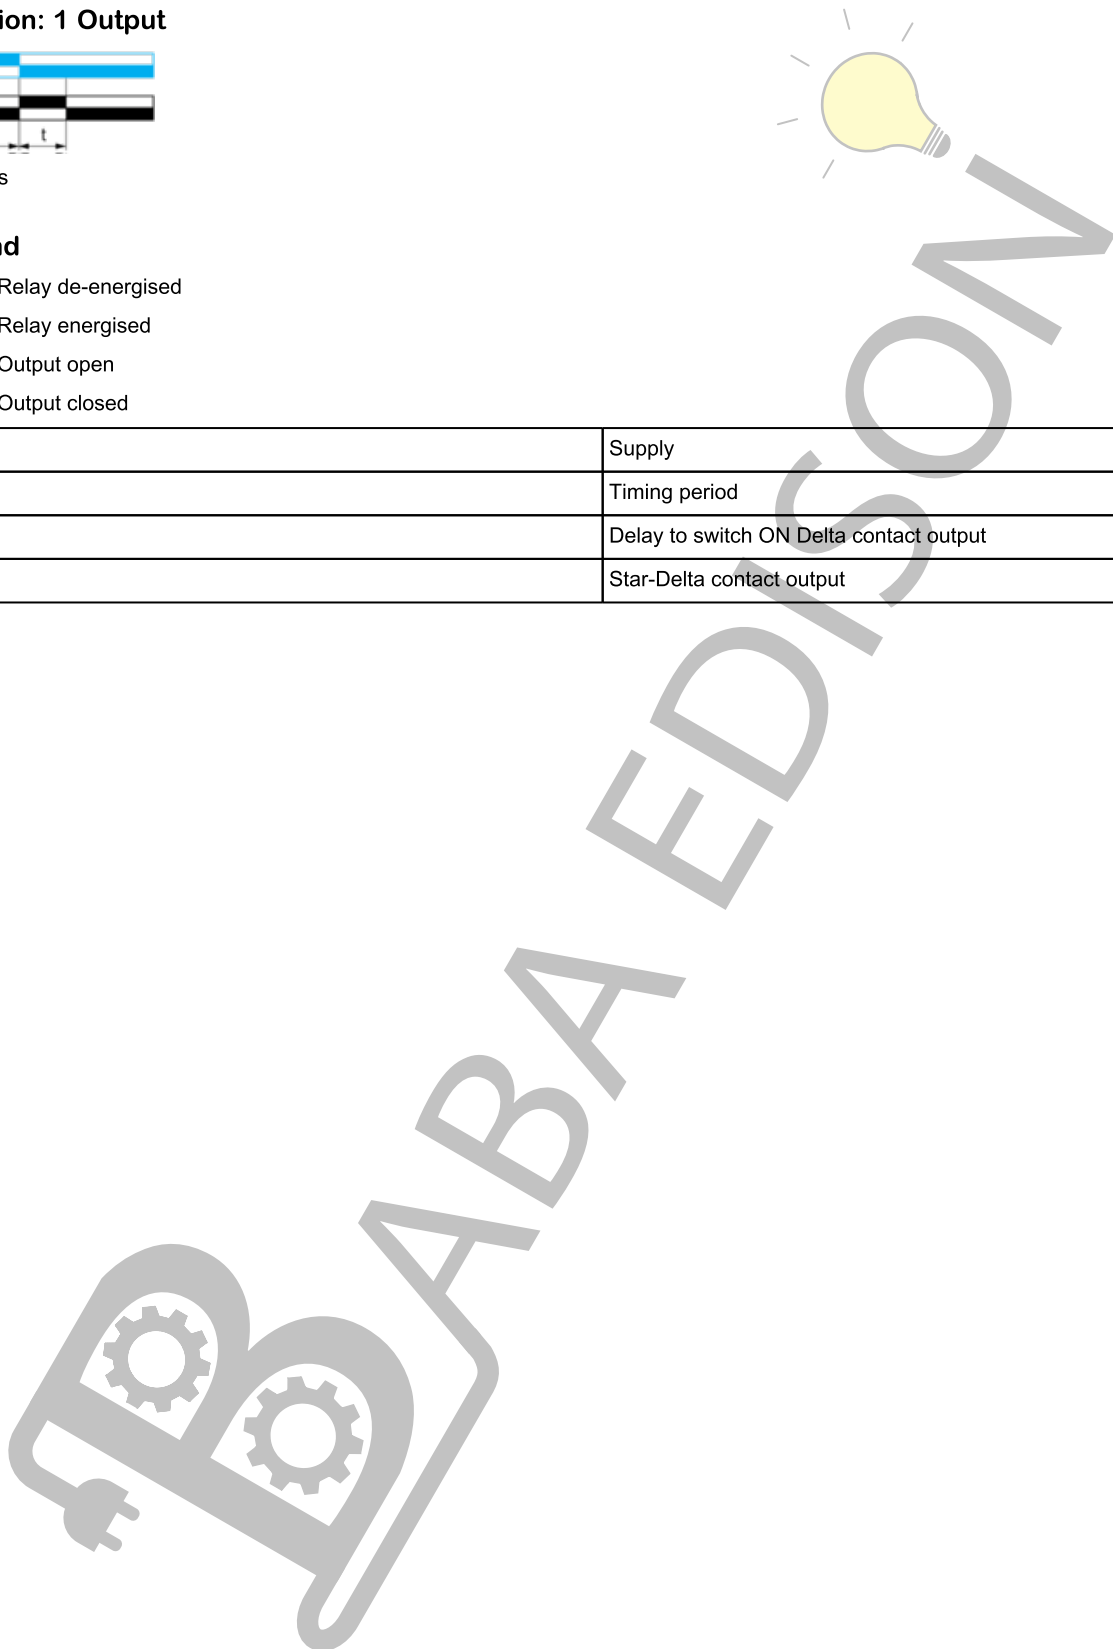 ion: 1 Output
t
s
nd
Relay de-energised
Relay energised
Output open
Output closed
Supply
Timing period
Delay to switch ON Delta contact output
Star-Delta contact output
BABA EDISON